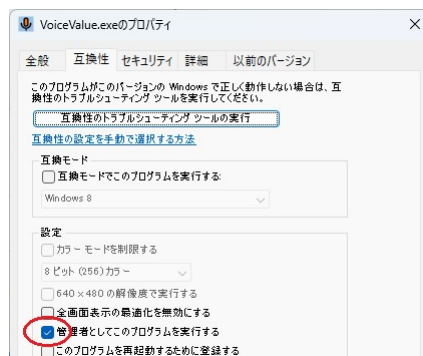 VoiceValue.exeのプロパティ
全般 互換性 セキュリティ 詳細 以前のバージョン
このプログラムがこのバージョンの Windows で正しく動作しない場合は、互
換性のトラブルシューティング ツールを実行してください。
互換性のトラブルシューティング ツールの実行
互換性の設定を手動で選択する方法
互換モード
互換モードでこのプログラムを実行する:
Windows 8
設定
カラー モードを制限する
8 ビット (256) カラー
640 × 480 の解像度で実行する
全画面表示の最適化を無効にする
管理者としてこのプログラムを実行する
このプログラムを再起動するために登録する